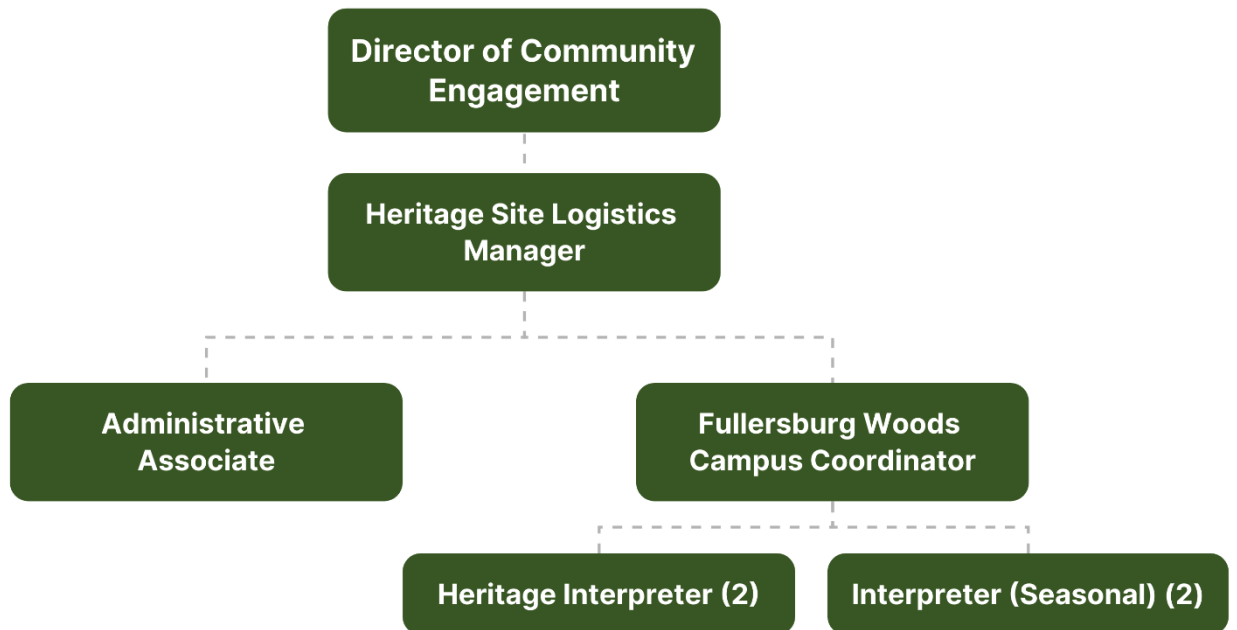 Director of Community
Engagement
Heritage Site Logistics
Manager
Administrative
Associate
Fullersburg Woods
Campus Coordinator
Heritage Interpreter (2)
Interpreter (Seasonal) (2)